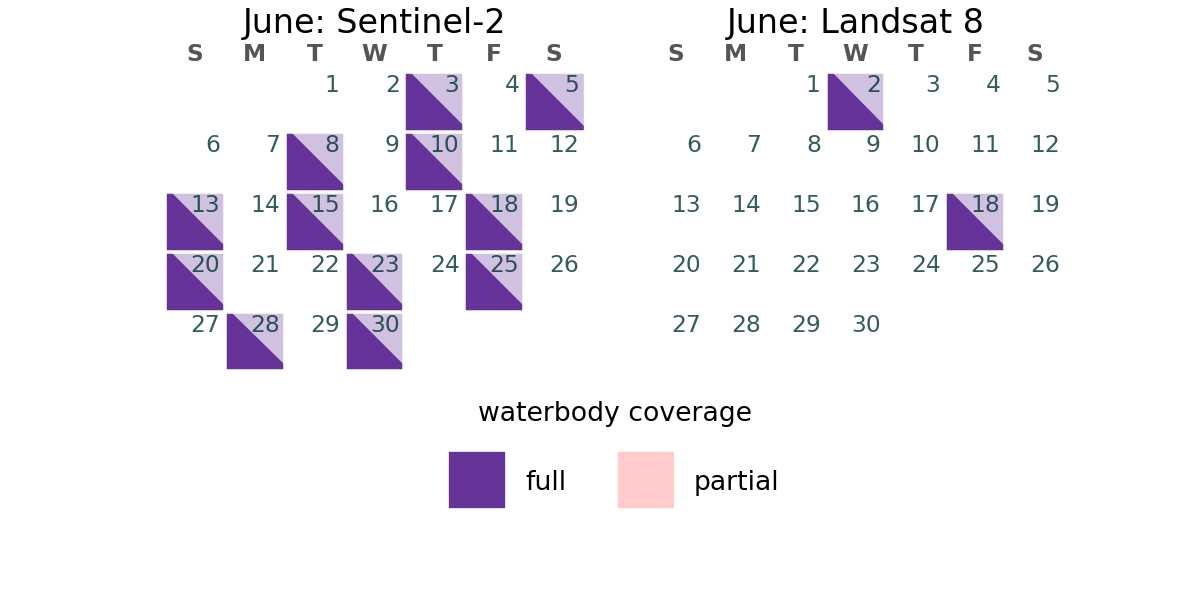 June: Sentinel-2
S M T W T F S
1 2 3 4 5
6 7 8 9 10 11 12
13 14 15 16 17 18 19
20 21 22 23 24 25 26
27 28 29 30
June: Landsat 8
S M T W T F S
1 2 3 4 5
6 7 8 9 10 11 12
13 14 15 16 17 18 19
20 21 22 23 24 25 26
27 28 29 30
waterbody coverage
full
partial